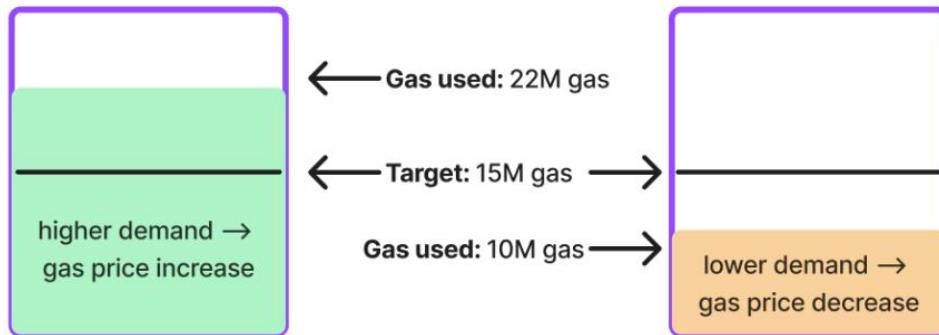 Gas used: 22M gas
Target: 15M gas
higher demand →
gas price increase
Gas used: 10M gas
lower demand →
gas price decrease